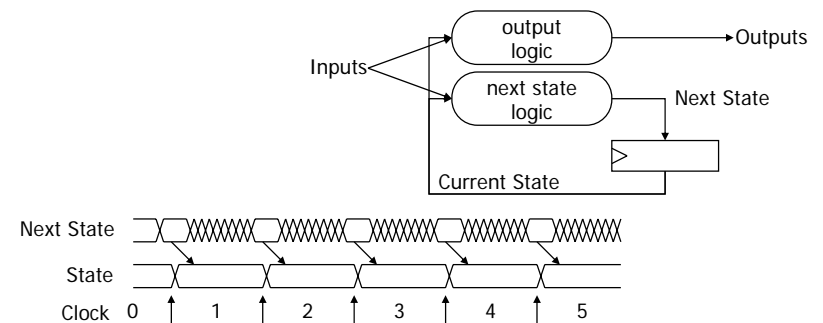 output
logic
Outputs
Inputs
next state
logic
Next State
Current State
Next State
State
Clock 0 1 2 3 4 5